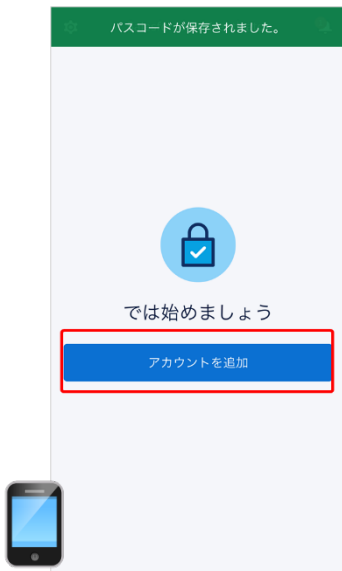 パスコードが保存されました。
では始めましょう
アカウントを追加